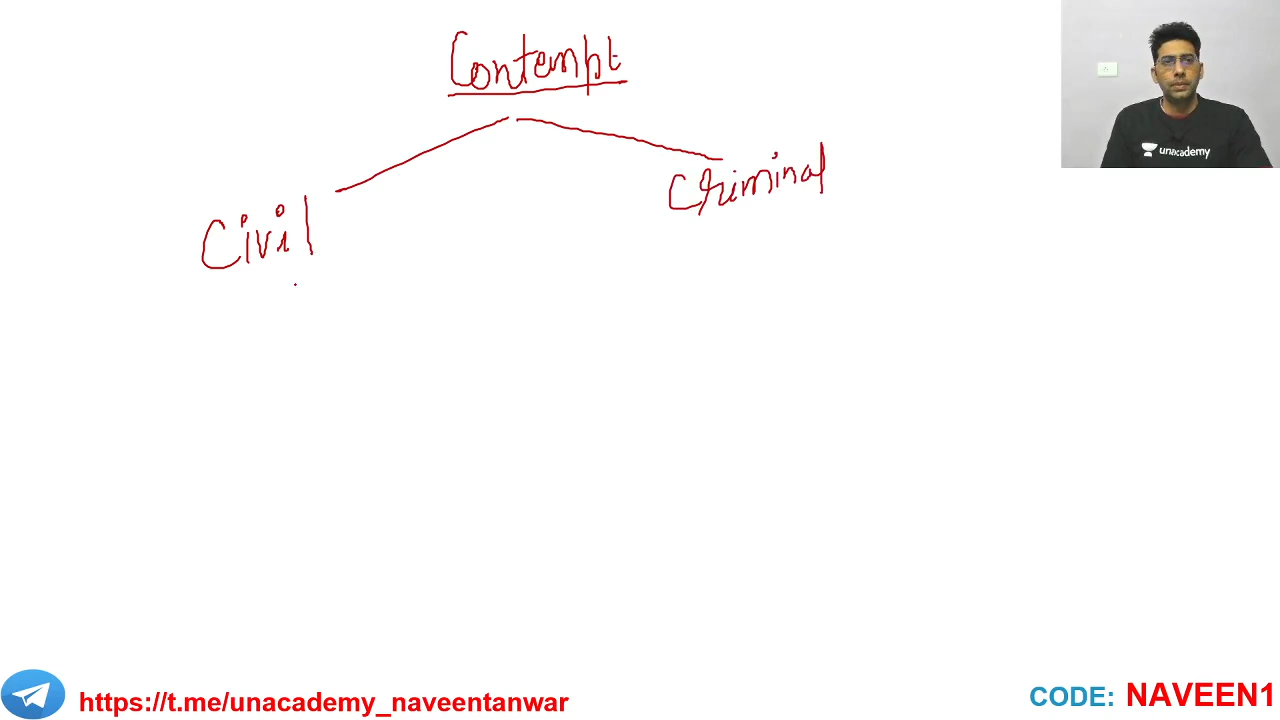 Contempt
Civil
Criminal
unacademy
https://t.me/unacademy_naveentanwar
CODE: NAVEEN1